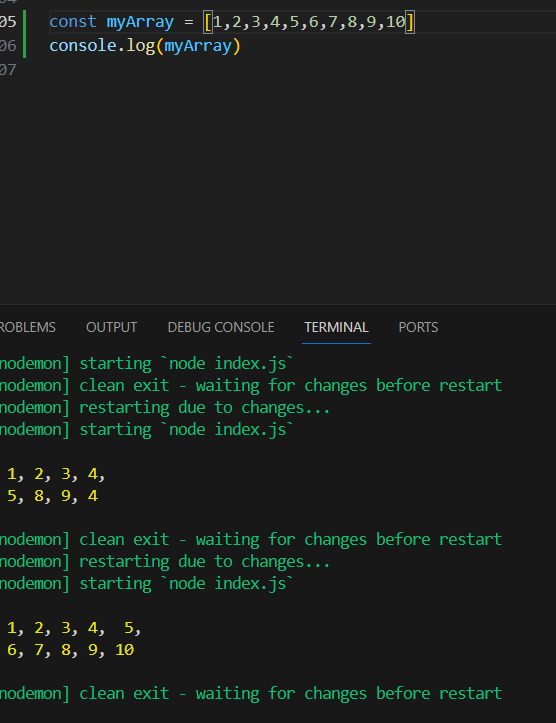 05 const myArray = [1,2,3,4,5,6,7,8,9,10]
06 console.log(myArray)
07
ROBLEMS OUTPUT DEBUG CONSOLE TERMINAL PORTS
nodemon] starting `node index.js`
nodemon] clean exit - waiting for changes before restart
nodemon] restarting due to changes...
nodemon] starting `node index.js`
1, 2, 3, 4,
5, 8, 9, 4
nodemon] clean exit - waiting for changes before restart
nodemon] restarting due to changes...
nodemon] starting `node index.js`
1, 2, 3, 4,  5,
6, 7, 8, 9, 10
nodemon] clean exit - waiting for changes before restart